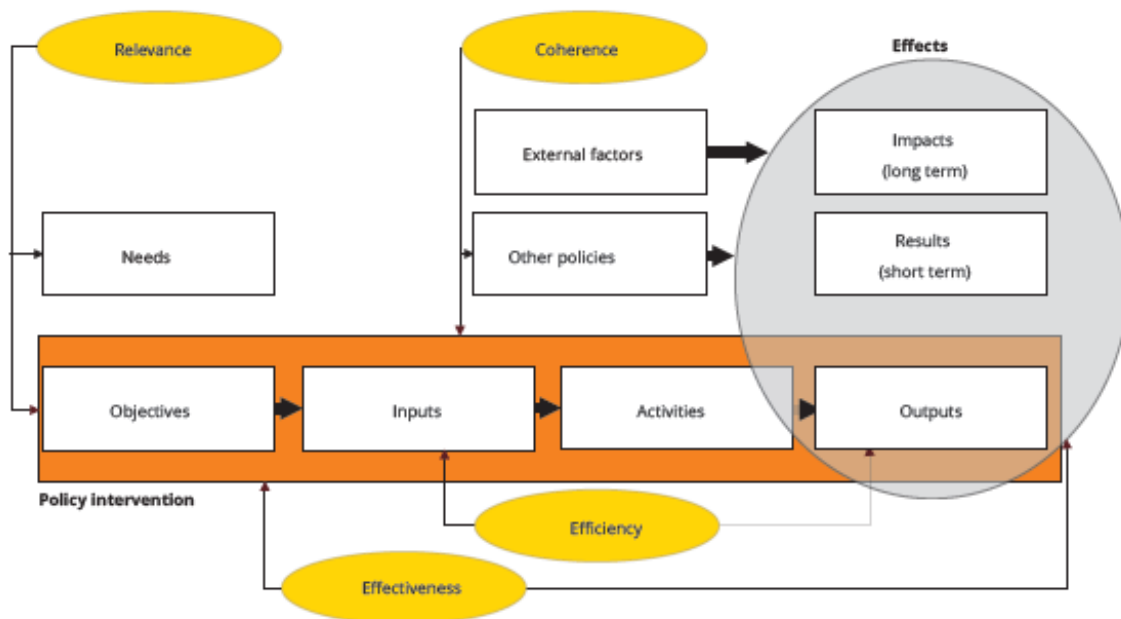 Relevance
Coherence
Effects
External factors
Impacts
(long term)
Needs
Other policies
Results
(short term)
Objectives
Inputs
Activities
Outputs
Policy intervention
Efficiency
Effectiveness